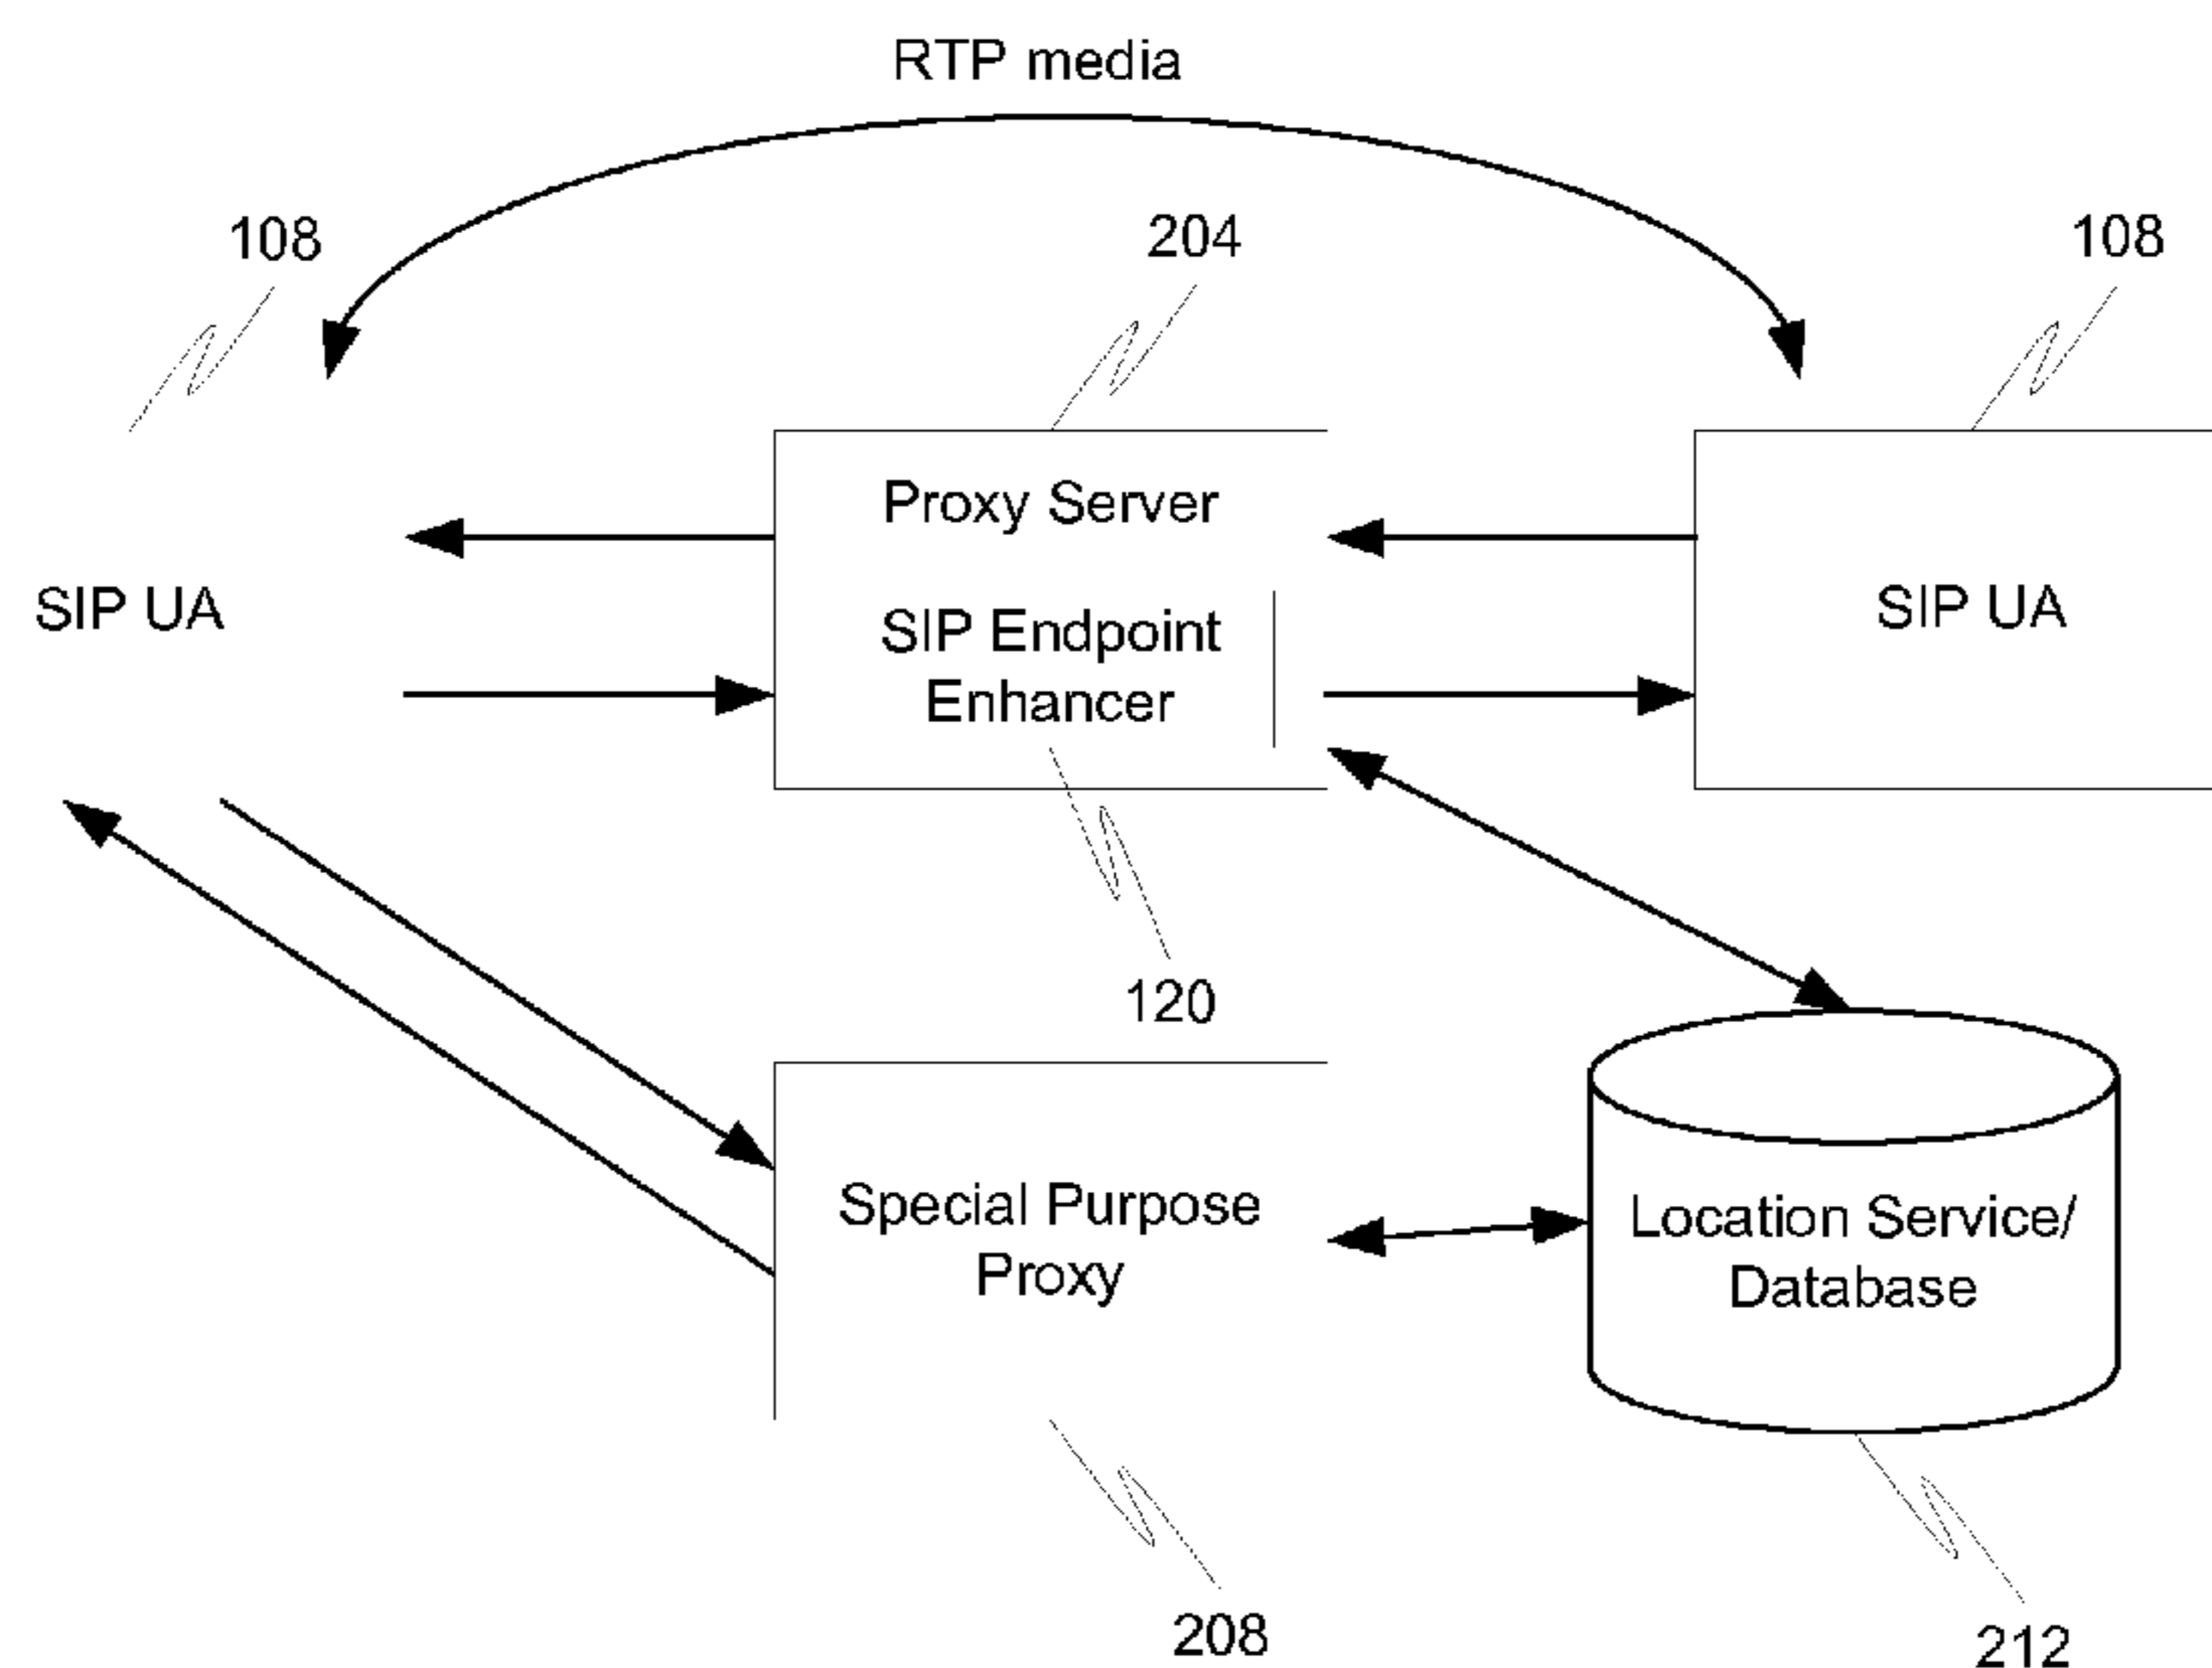 RTP media
108
204
108
Proxy Server
SIP UA
SIP Endpoint
Enhancer
SIP UA
120
Special Purpose
Proxy
Location Service/
Database
208
212